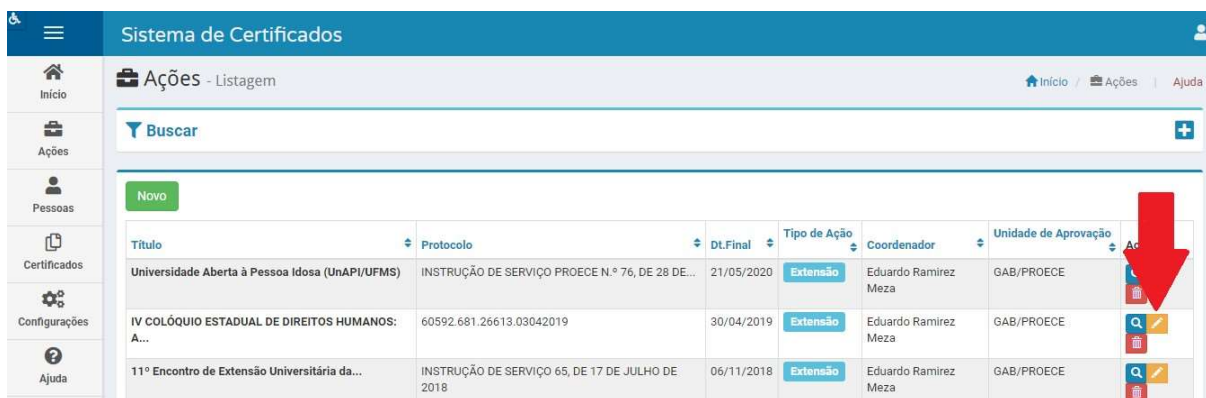 Sistema de Certificados
Início
Ações - Listagem
Início / Ações | Ajuda
Ações
Buscar
Pessoas
Novo
Certificados
Título Protocolo Dt.Final Tipo de Ação Coordenador Unidade de Aprovação
Universidade Aberta à Pessoa Idosa (UnAPI/UFMS) INSTRUÇÃO DE SERVIÇO PROECE N.º 76, DE 28 DE... 21/05/2020 Extensão Eduardo Ramirez GAB/PROECE
Meza
Configurações
IV COLÓQUIO ESTADUAL DE DIREITOS HUMANOS: 60592.681.26613.03042019 30/04/2019 Extensão Eduardo Ramirez GAB/PROECE
A... Meza
Ajuda
11º Encontro de Extensão Universitária da... INSTRUÇÃO DE SERVIÇO 65, DE 17 DE JULHO DE 06/11/2018 Extensão Eduardo Ramirez GAB/PROECE
2018 Meza